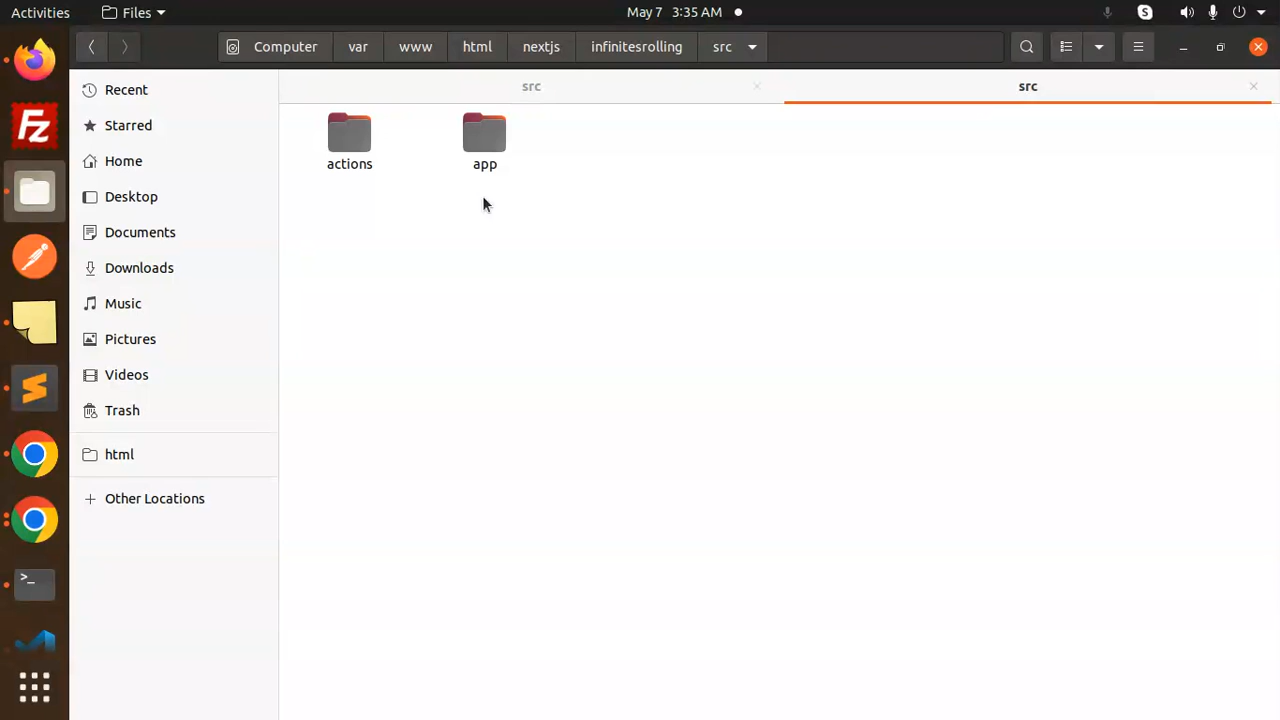 Activities Files May 7 3:35 AM
Computer var www html nextjs infinitesrolling src
src src
Recent
Starred
Home
Desktop
Documents
Downloads
Music
Pictures
Videos
Trash
html
Other Locations
actions app